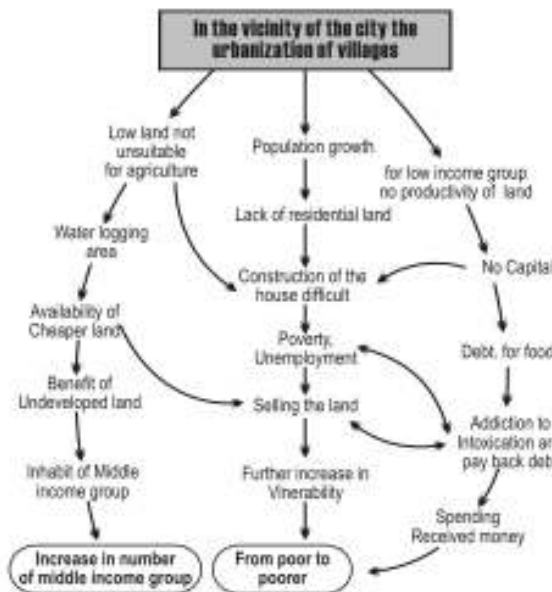 In the vicinity of the city the
urbanization of villages
Low land not
unsuitable
for agriculture
Population growth
for low income group
no productivity of land
Lack of residential land
Water logging
area
Construction of the
house difficult
No Capital
Availability of
Cheaper land
Poverty,
Unemployment
Debt. for food
Benefit of
Undeveloped land
Selling the land
Addiction to
Intoxication an
pay back deb
Inhabit of Middle
income group
Further increase in
Vinerability
Spending
Received money
Increase in number
of middle income group
From poor to
poorer